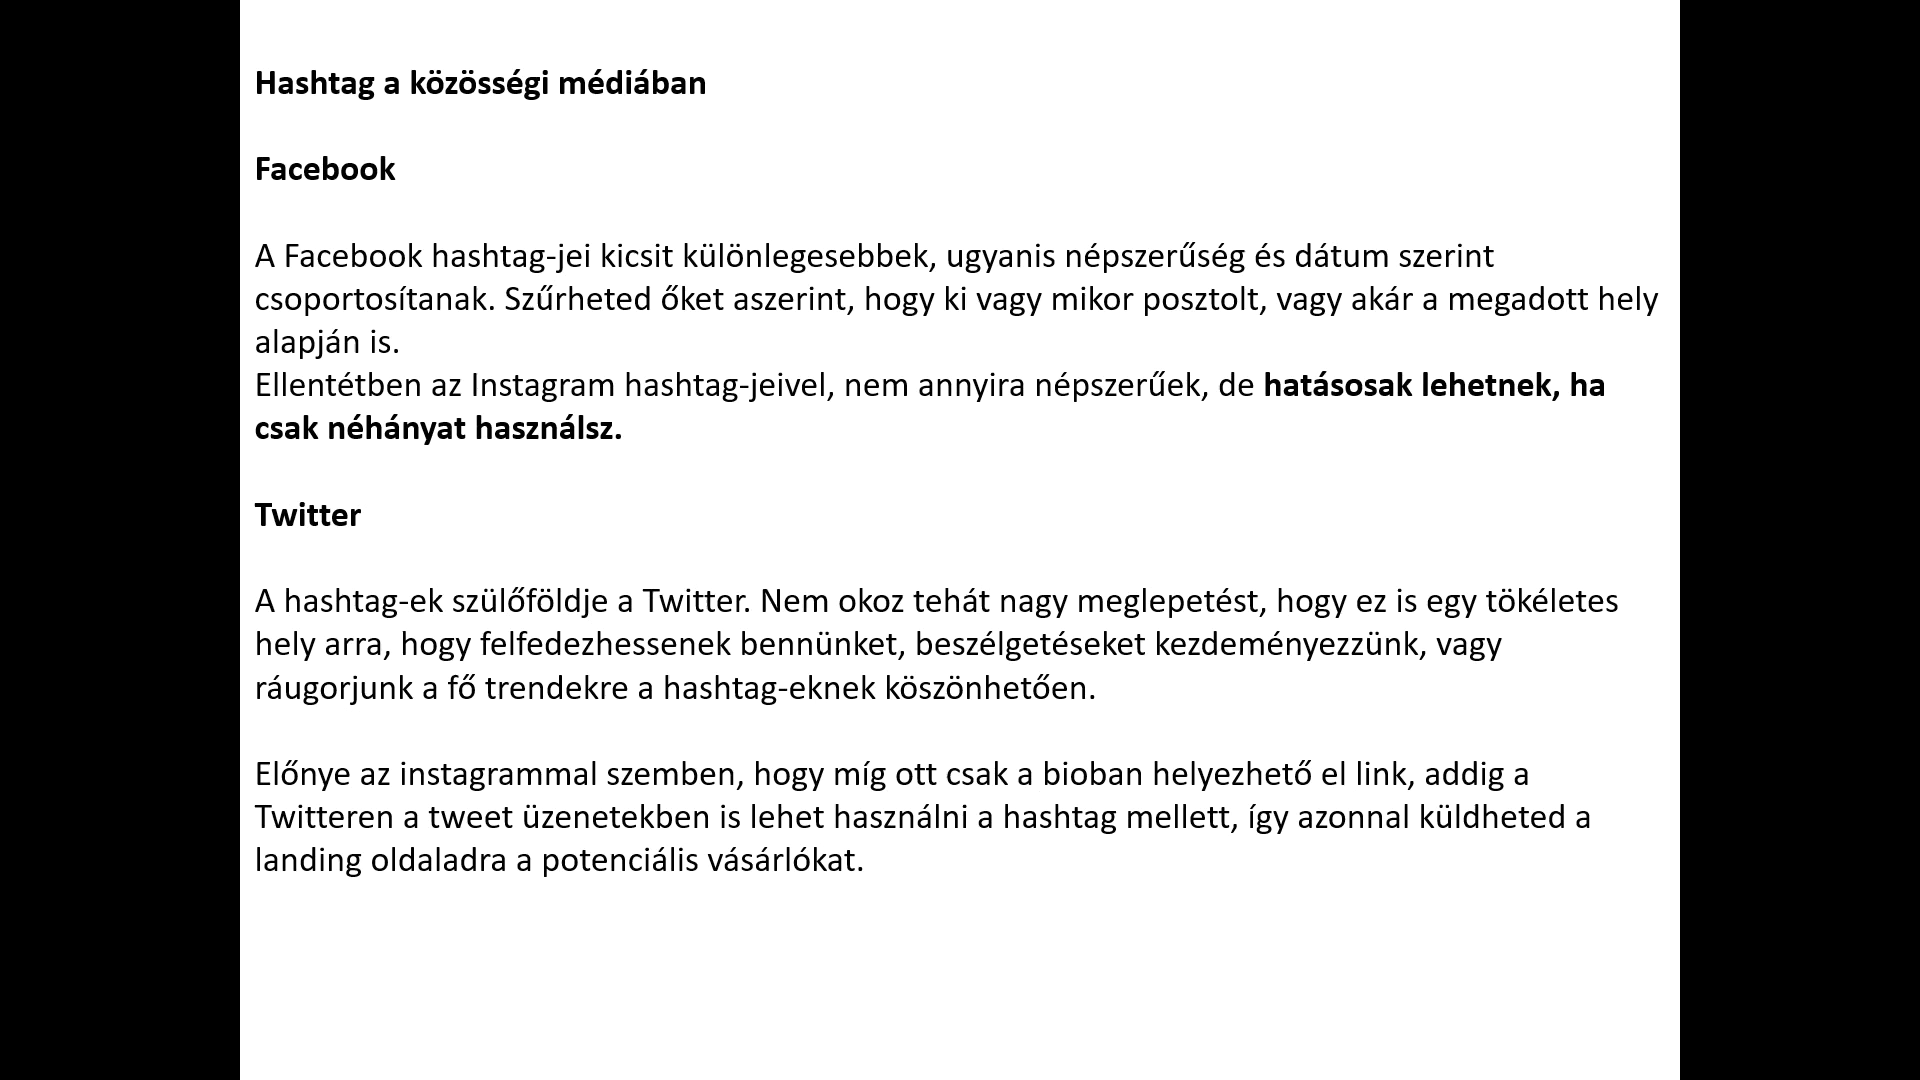 Hashtag a közösségi médiában
Facebook
A Facebook hashtag-jei kicsit különlegesebbek, ugyanis népszerűség és dátum szerint
csoportosítanak. Szűrheted őket aszerint, hogy ki vagy mikor posztolt, vagy akár a megadott hely
alapján is.
Ellentétben az Instagram hashtag-jeivel, nem annyira népszerűek, de hatásosak lehetnek, ha
csak néhányat használsz.
Twitter
A hashtag-ek szülőföldje a Twitter. Nem okoz tehát nagy meglepetést, hogy ez is egy tökéletes
hely arra, hogy felfedezhessenek bennünket, beszélgetéseket kezdeményezzünk, vagy
ráugorjunk a fő trendekre a hashtag-eknek köszönhetően.
Előnye az instagrammal szemben, hogy míg ott csak a bioban helyezhető el link, addig a
Twitteren a tweet üzenetekben is lehet használni a hashtag mellett, így azonnal küldheted a
landing oldaladra a potenciális vásárlókat.